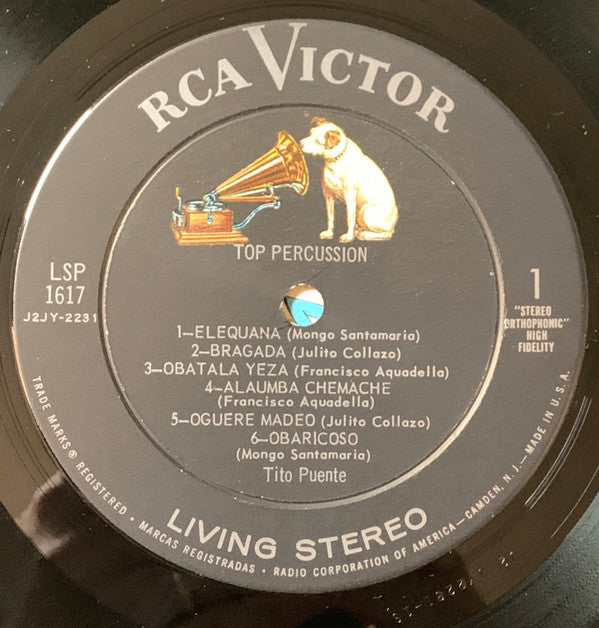 RCA VICTOR
TOP PERCUSSION
LSP
1617
J2JY-2231
1
"STEREO
ORTHOPHONIC"
HIGH
FIDELITY
1—ELEQUANA (Mongo Santamaria)
2—BRAGADA (Julito Collazo)
3—OBATALA YEZA (Francisco Aquadella)
4—ALAUMBA CHEMACHE
(Francisco Aquadella)
5—OGUERE MADEO (Julito Collazo)
6—OBARICOSO
(Mongo Santamaria)
Tito Puente
LIVING STEREO
TRADE MARKS ® REGISTERED • MARCAS REGISTRADAS • RADIO CORPORATION OF AMERICA—CAMDEN, N. J.—MADE IN U.S.A.